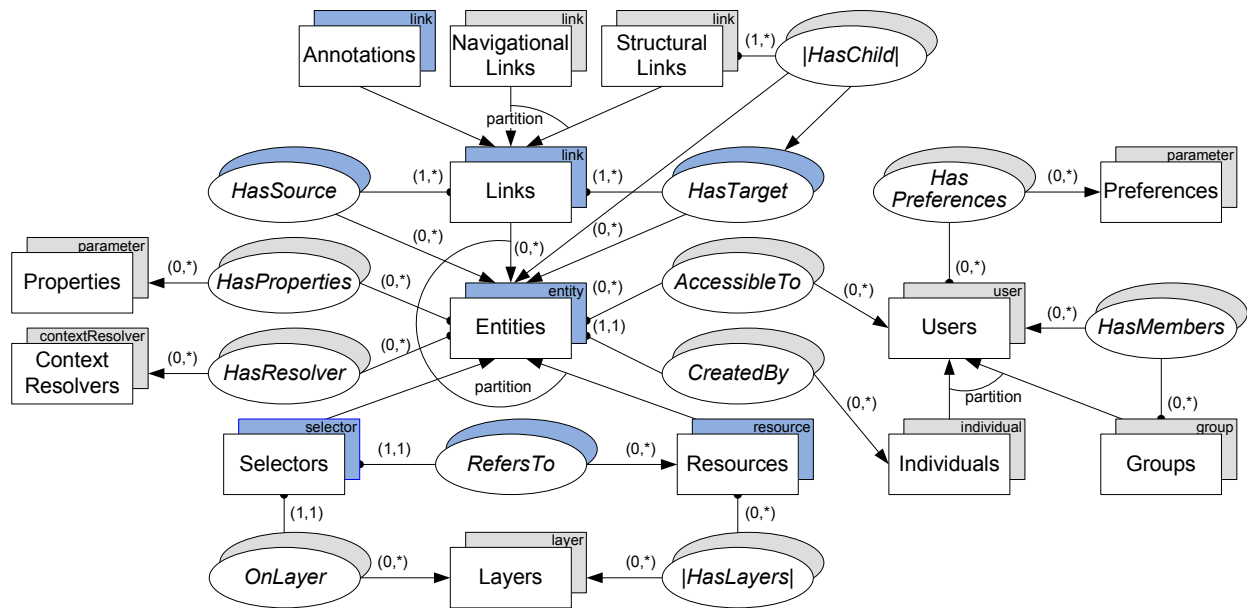 link
link
link
Annotations
Navigational
Links
Structural
Links
(1,*)
|HasChild|
partition
link
HasSource
(1,*)
Links
(1,*)
HasTarget
Has
Preferences
(0,*)
parameter
Preferences
(0,*)
(0,*)
(0,*)
parameter
Properties
(0,*)
HasProperties
(0,*)
entity
Entities
(0,*)
(1,1)
AccessibleTo
(0,*)
(0,*)
user
Users
(0,*)
HasMembers
contextResolver
Context
Resolvers
(0,*)
HasResolver
(0,*)
partition
CreatedBy
(0,*)
partition
(0,*)
selector
Selectors
(1,1)
RefersTo
(0,*)
resource
Resources
individual
Individuals
group
Groups
(1,1)
(0,*)
OnLayer
(0,*)
layer
Layers
(0,*)
|HasLayers|